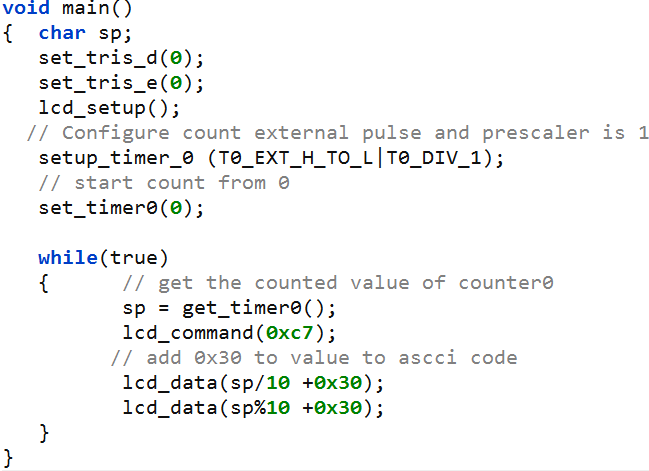 void main()
{  char sp;
   set_tris_d(0);
   set_tris_e(0);
   lcd_setup();
  // Configure count external pulse and prescaler is 1
   setup_timer_0 (T0_EXT_H_TO_L|T0_DIV_1);
   // start count from 0
   set_timer0(0);

   while(true)
   {      // get the counted value of counter0
          sp = get_timer0();
          lcd_command(0xc7);
         // add 0x30 to value to ascci code
          lcd_data(sp/10 +0x30);
          lcd_data(sp%10 +0x30);
   }
}